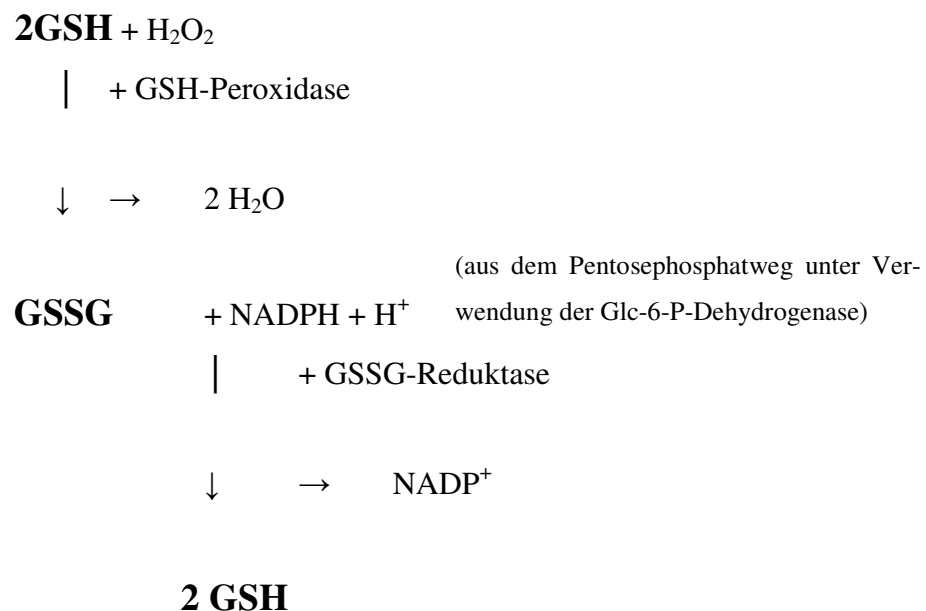 2GSH + H₂O₂
| + GSH-Peroxidase
↓ → 2 H₂O
(aus dem Pentosephosphatweg unter Ver-
GSSG + NADPH + H⁺ wendung der Glc-6-P-Dehydrogenase)
| + GSSG-Reduktase
↓ → NADP⁺
2 GSH